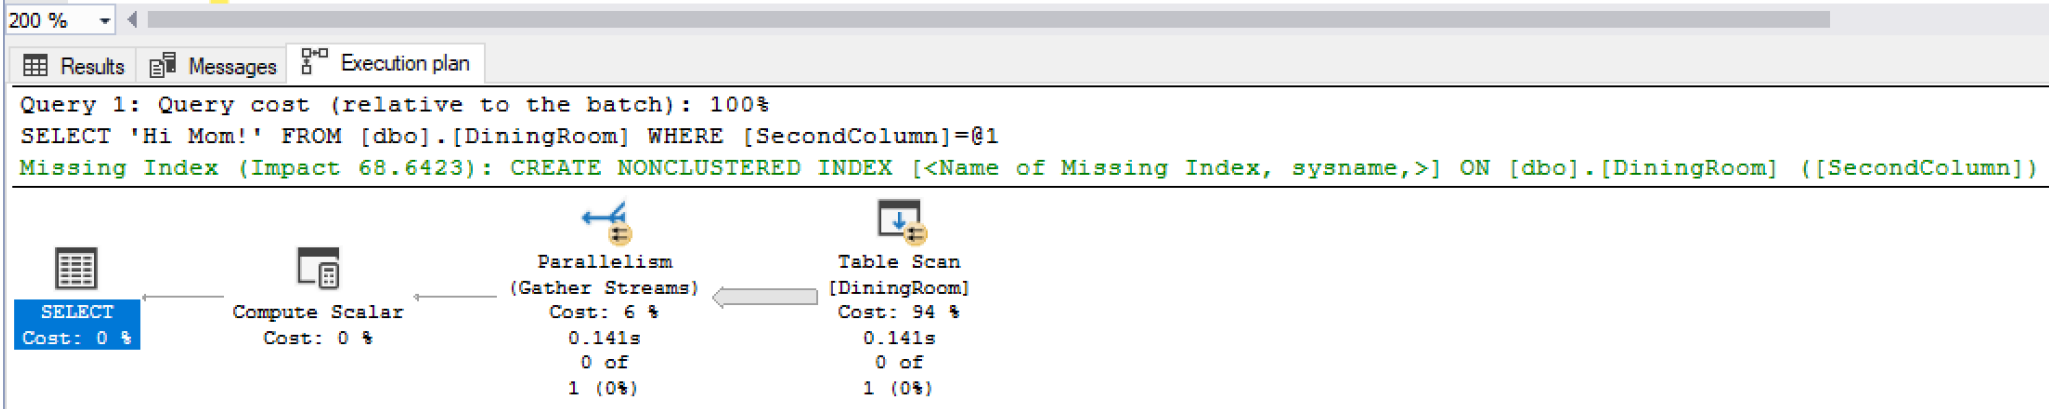 200 %
Results Messages Execution plan
Query 1: Query cost (relative to the batch): 100%
SELECT 'Hi Mom!' FROM [dbo].[DiningRoom] WHERE [SecondColumn]=@1
Missing Index (Impact 68.6423): CREATE NONCLUSTERED INDEX [<Name of Missing Index, sysname,>] ON [dbo].[DiningRoom] ([SecondColumn])
SELECT
Cost: 0 %
Compute Scalar
Cost: 0 %
Parallelism
(Gather Streams)
Cost: 6 %
0.141s
0 of
1 (0%)
Table Scan
[DiningRoom]
Cost: 94 %
0.141s
0 of
1 (0%)